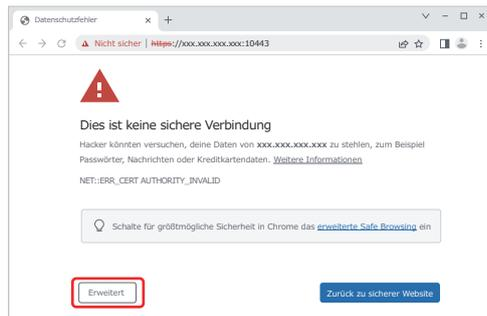 Datenschutzfehler
Nicht sicher | https://xxx.xxx.xxx.xxx:10443
Dies ist keine sichere Verbindung
Hacker könnten versuchen, deine Daten von xxx.xxx.xxx.xxx zu stehlen, zum Beispiel
Passwörter, Nachrichten oder Kreditkartendaten. Weitere Informationen
NET::ERR_CERT AUTHORITY_INVALID
Schalte für größtmögliche Sicherheit in Chrome das erweiterte Safe Browsing ein
Erweitert
Zurück zu sicherer Website